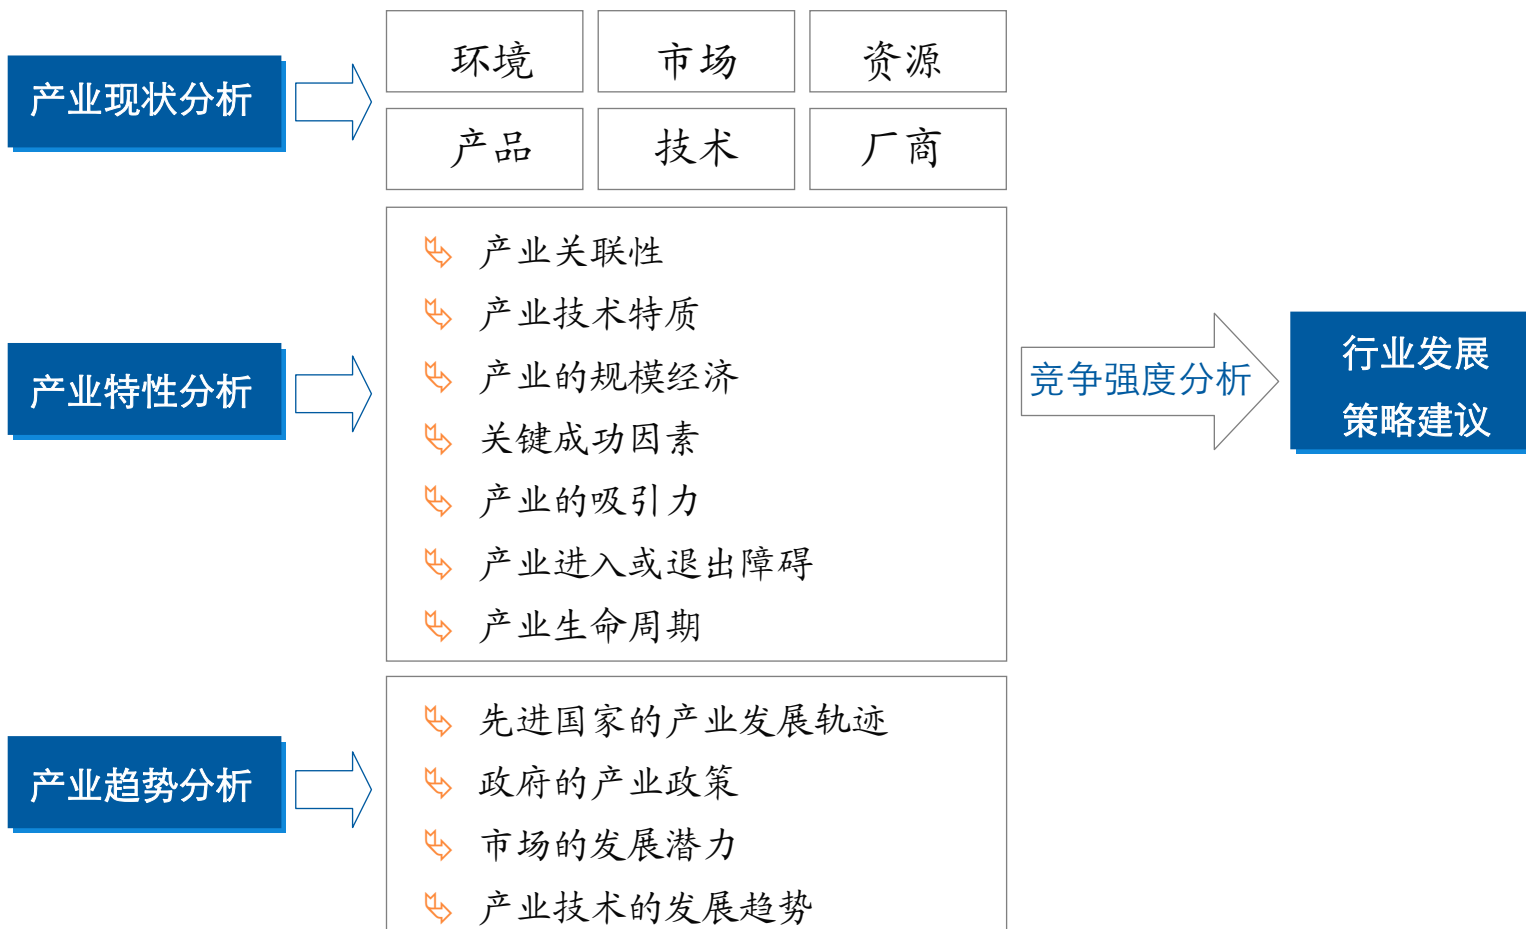 产业现状分析
环境
市场
资源
产品
技术
厂商
产业特性分析
产业关联性
产业技术特质
产业的规模经济
关键成功因素
产业的吸引力
产业进入或退出障碍
产业生命周期
产业趋势分析
先进国家的产业发展轨迹
政府的产业政策
市场的发展潜力
产业技术的发展趋势
竞争强度分析
行业发展
策略建议